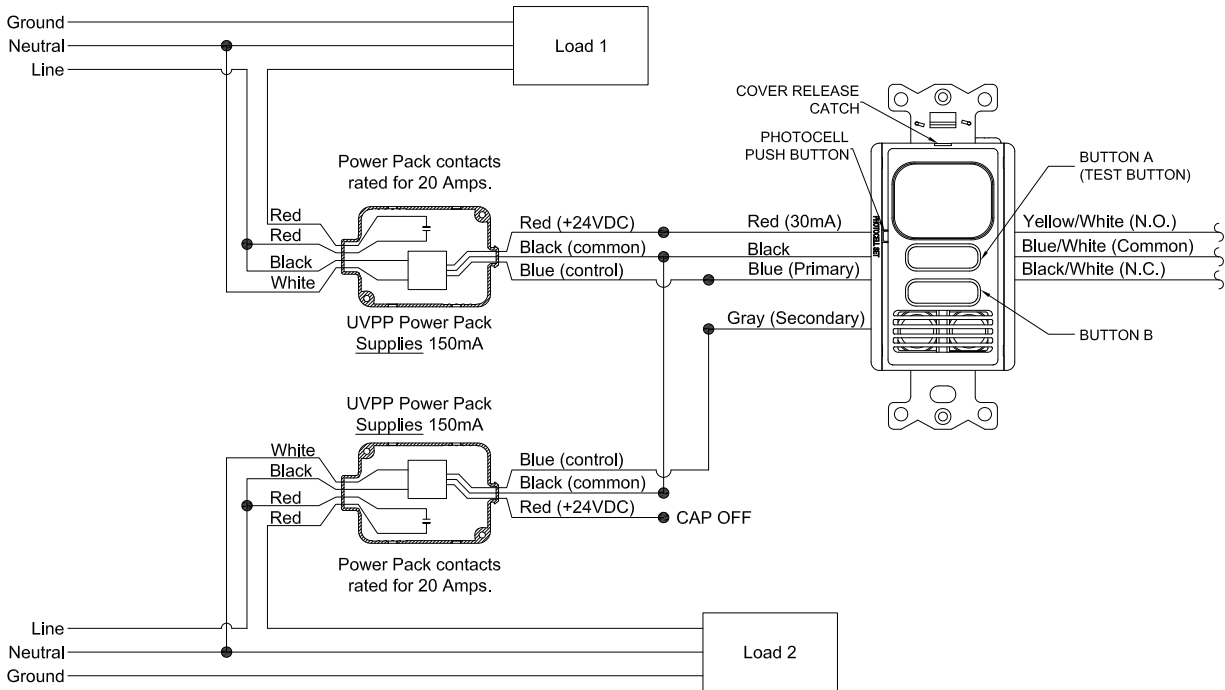 Ground
Neutral
Line
Load 1
COVER RELEASE
CATCH
PHOTOCELL
PUSH BUTTON
BUTTON A
(TEST BUTTON)
Power Pack contacts
rated for 20 Amps.
Red
Red
Black
White
Red (+24VDC)
Black (common)
Blue (control)
Red (30mA)
Black
Blue (Primary)
Gray (Secondary)
PHOTOCELL SET
Yellow/White (N.O.)
Blue/White (Common)
Black/White (N.C.)
BUTTON B
UVPP Power Pack
Supplies 150mA
UVPP Power Pack
Supplies 150mA
White
Black
Red
Red
Blue (control)
Black (common)
Red (+24VDC)
CAP OFF
Power Pack contacts
rated for 20 Amps.
Line
Neutral
Ground
Load 2